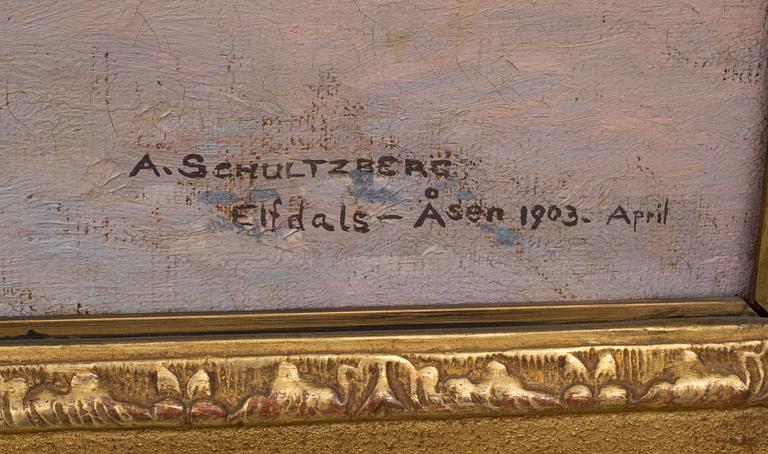 A. SCHULTZBERG
Elfdals - Åsen 1903. April